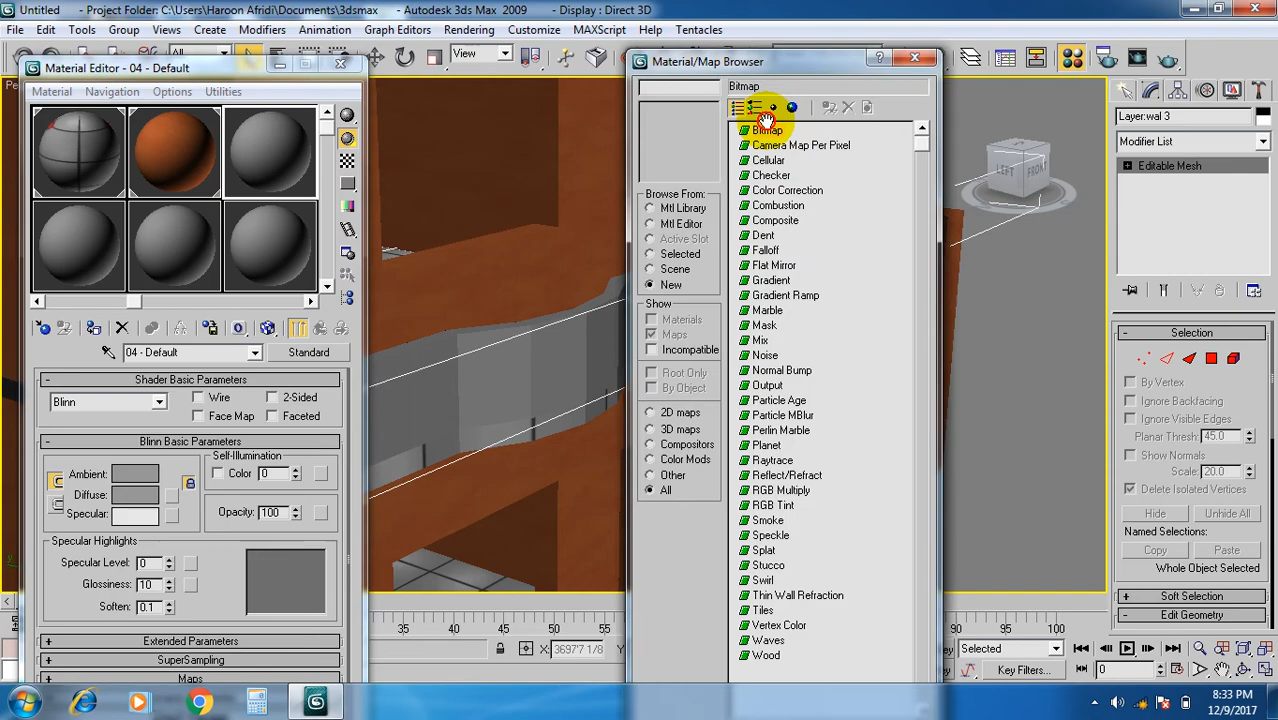 Untitled - Project Folder: C:\Users\Haroon Afridi\Documents\3dsmax - Autodesk 3ds Max 2009 - Display : Direct 3D
File Edit Tools Group Views Create Modifiers Animation Graph Editors Rendering Customize MAXScript Help Tentacles
All
View
Material Editor - 04 - Default
Material Navigation Options Utilities
04 - Default
Standard
Shader Basic Parameters
Blinn
Wire
2-Sided
Face Map
Faceted
Blinn Basic Parameters
Self-Illumination
Color 0
Ambient:
Diffuse:
Specular:
Opacity: 100
Specular Highlights
Specular Level: 0
Glossiness: 10
Soften: 0.1
Extended Parameters
SuperSampling
Maps
Material/Map Browser
Bitmap
Browse From:
Mtl Library
Mtl Editor
Active Slot
Selected
Scene
New
Show
Materials
Maps
Incompatible
Root Only
By Object
2D maps
3D maps
Compositors
Color Mods
Other
All
Bitmap
Camera Map Per Pixel
Cellular
Checker
Color Correction
Combustion
Composite
Dent
Falloff
Flat Mirror
Gradient
Gradient Ramp
Marble
Mask
Mix
Noise
Normal Bump
Output
Particle Age
Particle MBlur
Perlin Marble
Planet
Raytrace
Reflect/Refract
RGB Multiply
RGB Tint
Smoke
Speckle
Splat
Stucco
Swirl
Thin Wall Refraction
Tiles
Vertex Color
Waves
Wood
LEFT
FRONT
Layer:wal 3
Modifier List
Editable Mesh
Selection
By Vertex
Ignore Backfacing
Ignore Visible Edges
Planar Thresh: 45.0
Show Normals
Scale: 20.0
Delete Isolated Vertices
Hide
Unhide All
Named Selections:
Copy
Paste
Whole Object Selected
Soft Selection
Edit Geometry
35 40 45 50 55 90 95 100
X: 3697'7 1/8
Selected
Key Filters...
0
8:33 PM
12/9/2017